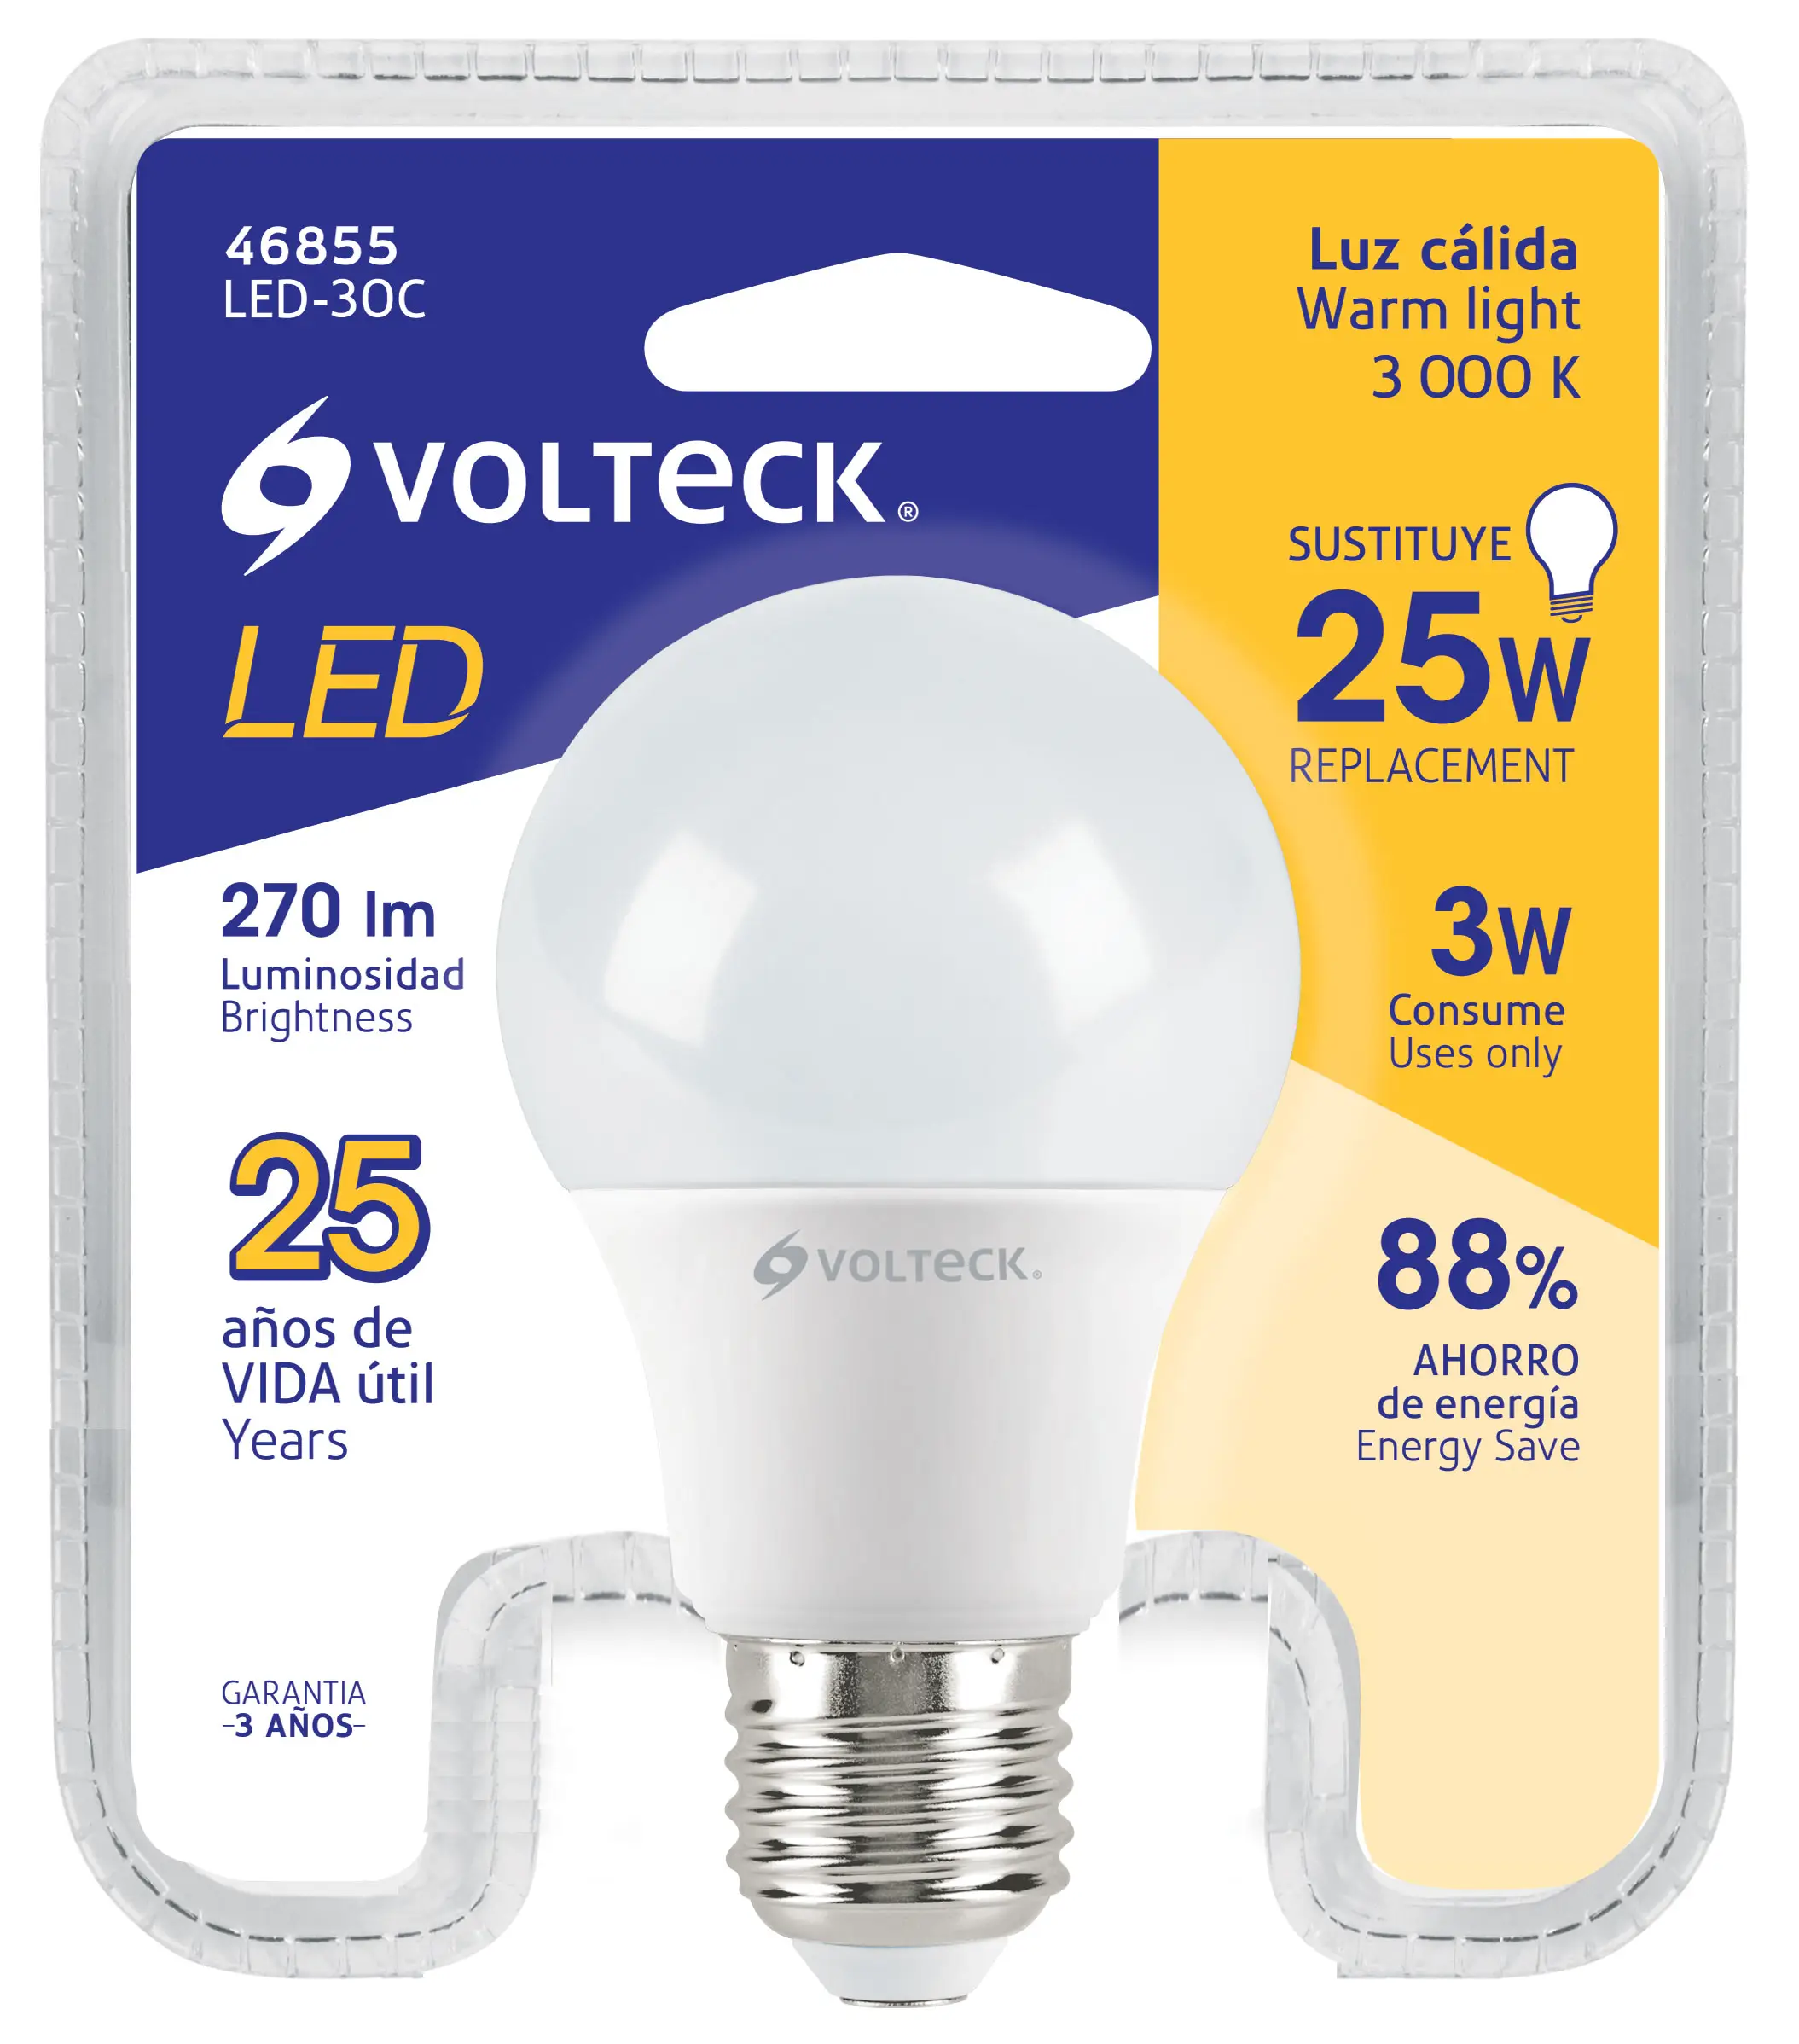 46855
LED-30C
VOLTECK®
LED
270 lm
Luminosidad
Brightness
25
años de
VIDA útil
Years
GARANTIA
-3 AÑOS-
Luz cálida
Warm light
3 000 K
SUSTITUYE
25W
REPLACEMENT
3W
Consume
Uses only
88%
AHORRO
de energía
Energy Save
VOLTECK®